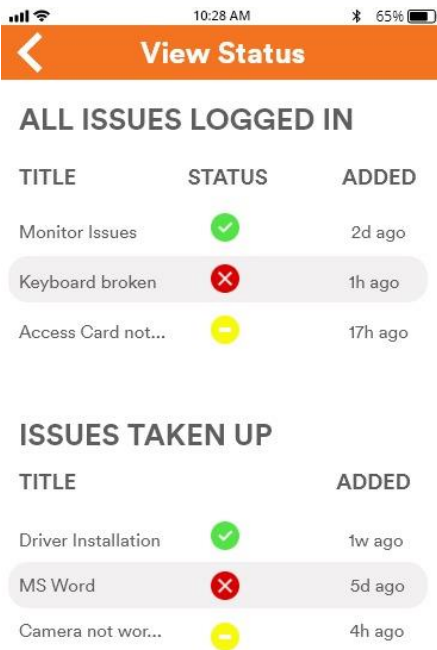 10:28 AM 65%
View Status
ALL ISSUES LOGGED IN
TITLE STATUS ADDED
Monitor Issues 2d ago
Keyboard broken 1h ago
Access Card not... 17h ago
ISSUES TAKEN UP
TITLE ADDED
Driver Installation 1w ago
MS Word 5d ago
Camera not wor... 4h ago